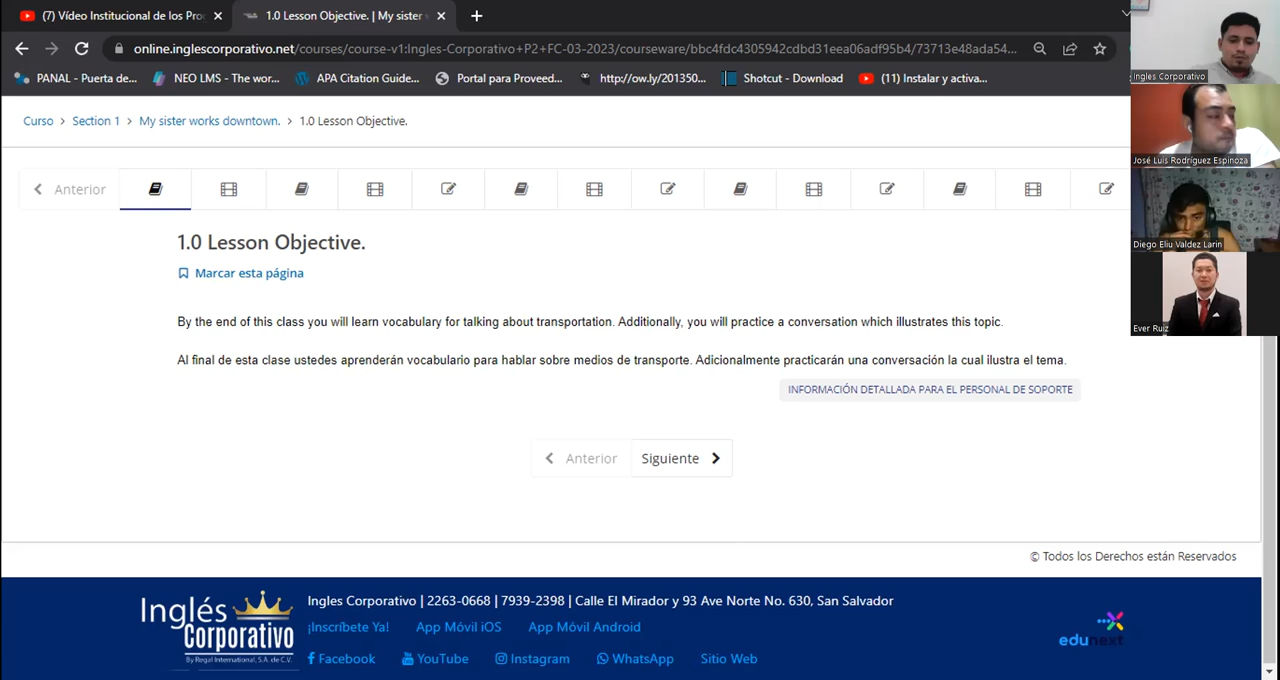 (7) Vídeo Institucional de los Pro
1.0 Lesson Objective. | My sister
online.inglescorporativo.net/courses/course-v1:Ingles-Corporativo+P2+FC-03-2023/courseware/bbc4fdc4305942cdbd31eea06adf95b4/73713e48ada54...
PANAL - Puerta de...
NEO LMS - The wor...
APA Citation Guide...
Portal para Proveed...
http://ow.ly/201350...
Shotcut - Download
(11) Instalar y activa...
Ingles Corporativo
José Luis Rodríguez Espinoza
Diego Eliu Valdez Larin
Ever Ruiz
Curso > Section 1 > My sister works downtown. > 1.0 Lesson Objective.
Anterior
1.0 Lesson Objective.
Marcar esta página
By the end of this class you will learn vocabulary for talking about transportation. Additionally, you will practice a conversation which illustrates this topic.
Al final de esta clase ustedes aprenderán vocabulario para hablar sobre medios de transporte. Adicionalmente practicarán una conversación la cual ilustra el tema.
INFORMACIÓN DETALLADA PARA EL PERSONAL DE SOPORTE
Anterior
Siguiente
© Todos los Derechos están Reservados
Inglés
Corporativo
By Regal International, S.A. de C.V.
Ingles Corporativo | 2263-0668 | 7939-2398 | Calle El Mirador y 93 Ave Norte No. 630, San Salvador
¡Inscríbete Ya!
App Móvil iOS
App Móvil Android
Facebook
YouTube
Instagram
WhatsApp
Sitio Web
edunext